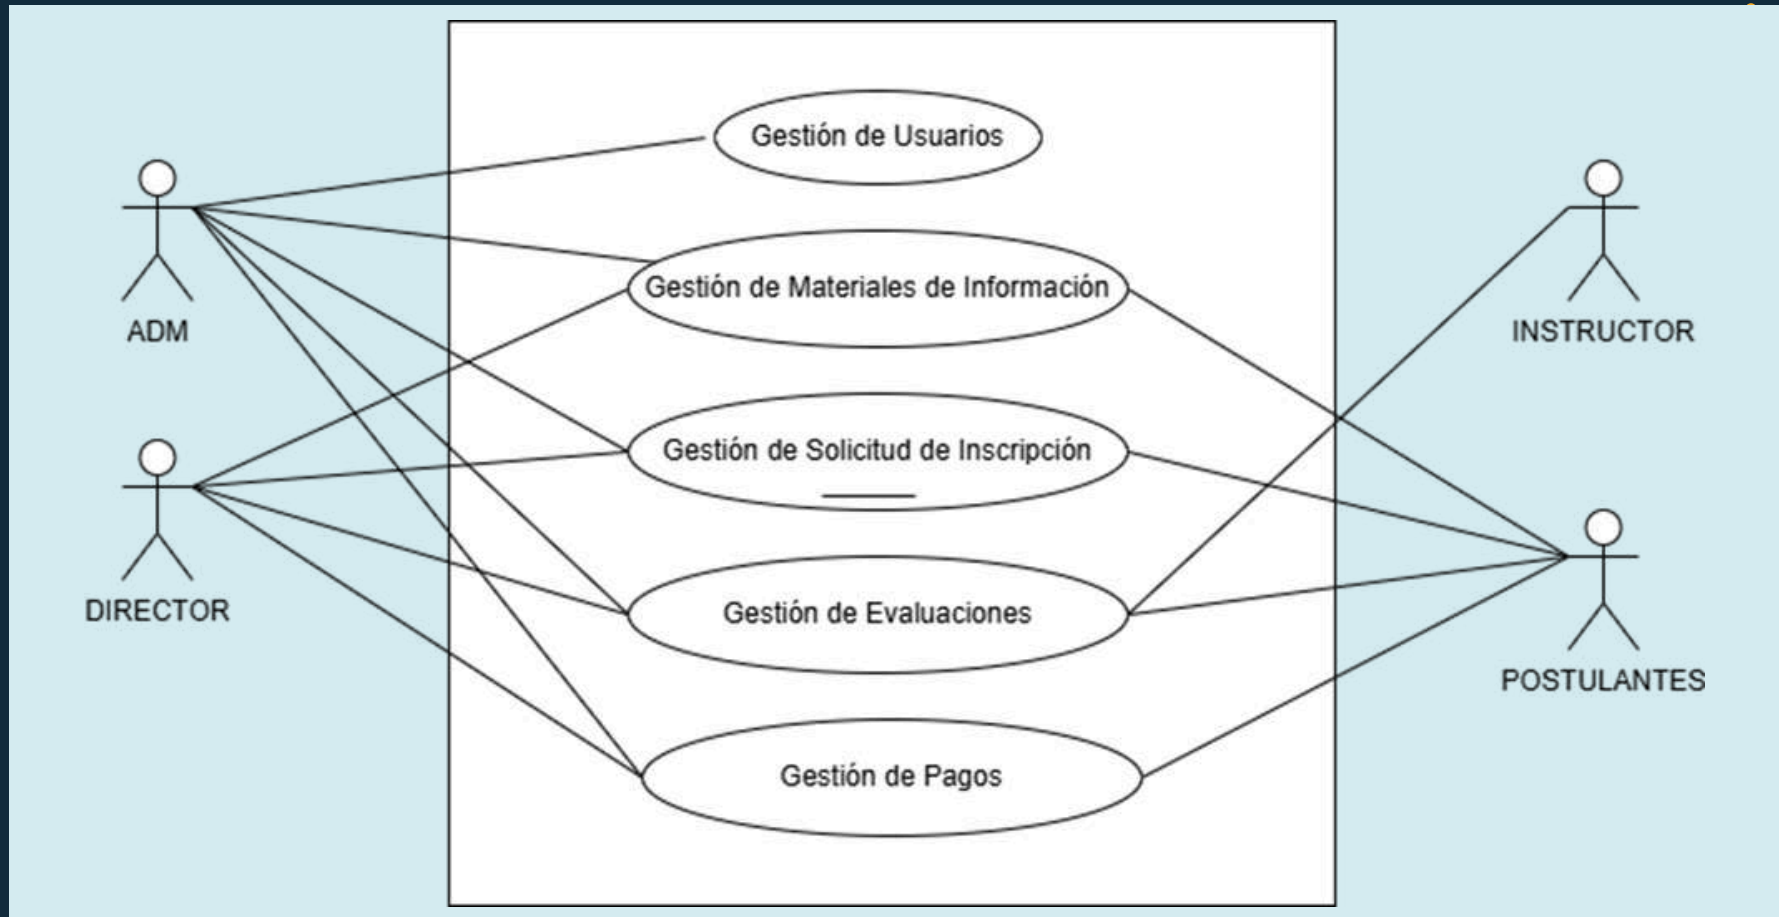 Gestión de Usuarios
Gestión de Materiales de Información
ADM
INSTRUCTOR
Gestión de Solicitud de Inscripción
DIRECTOR
Gestión de Evaluaciones
POSTULANTES
Gestión de Pagos